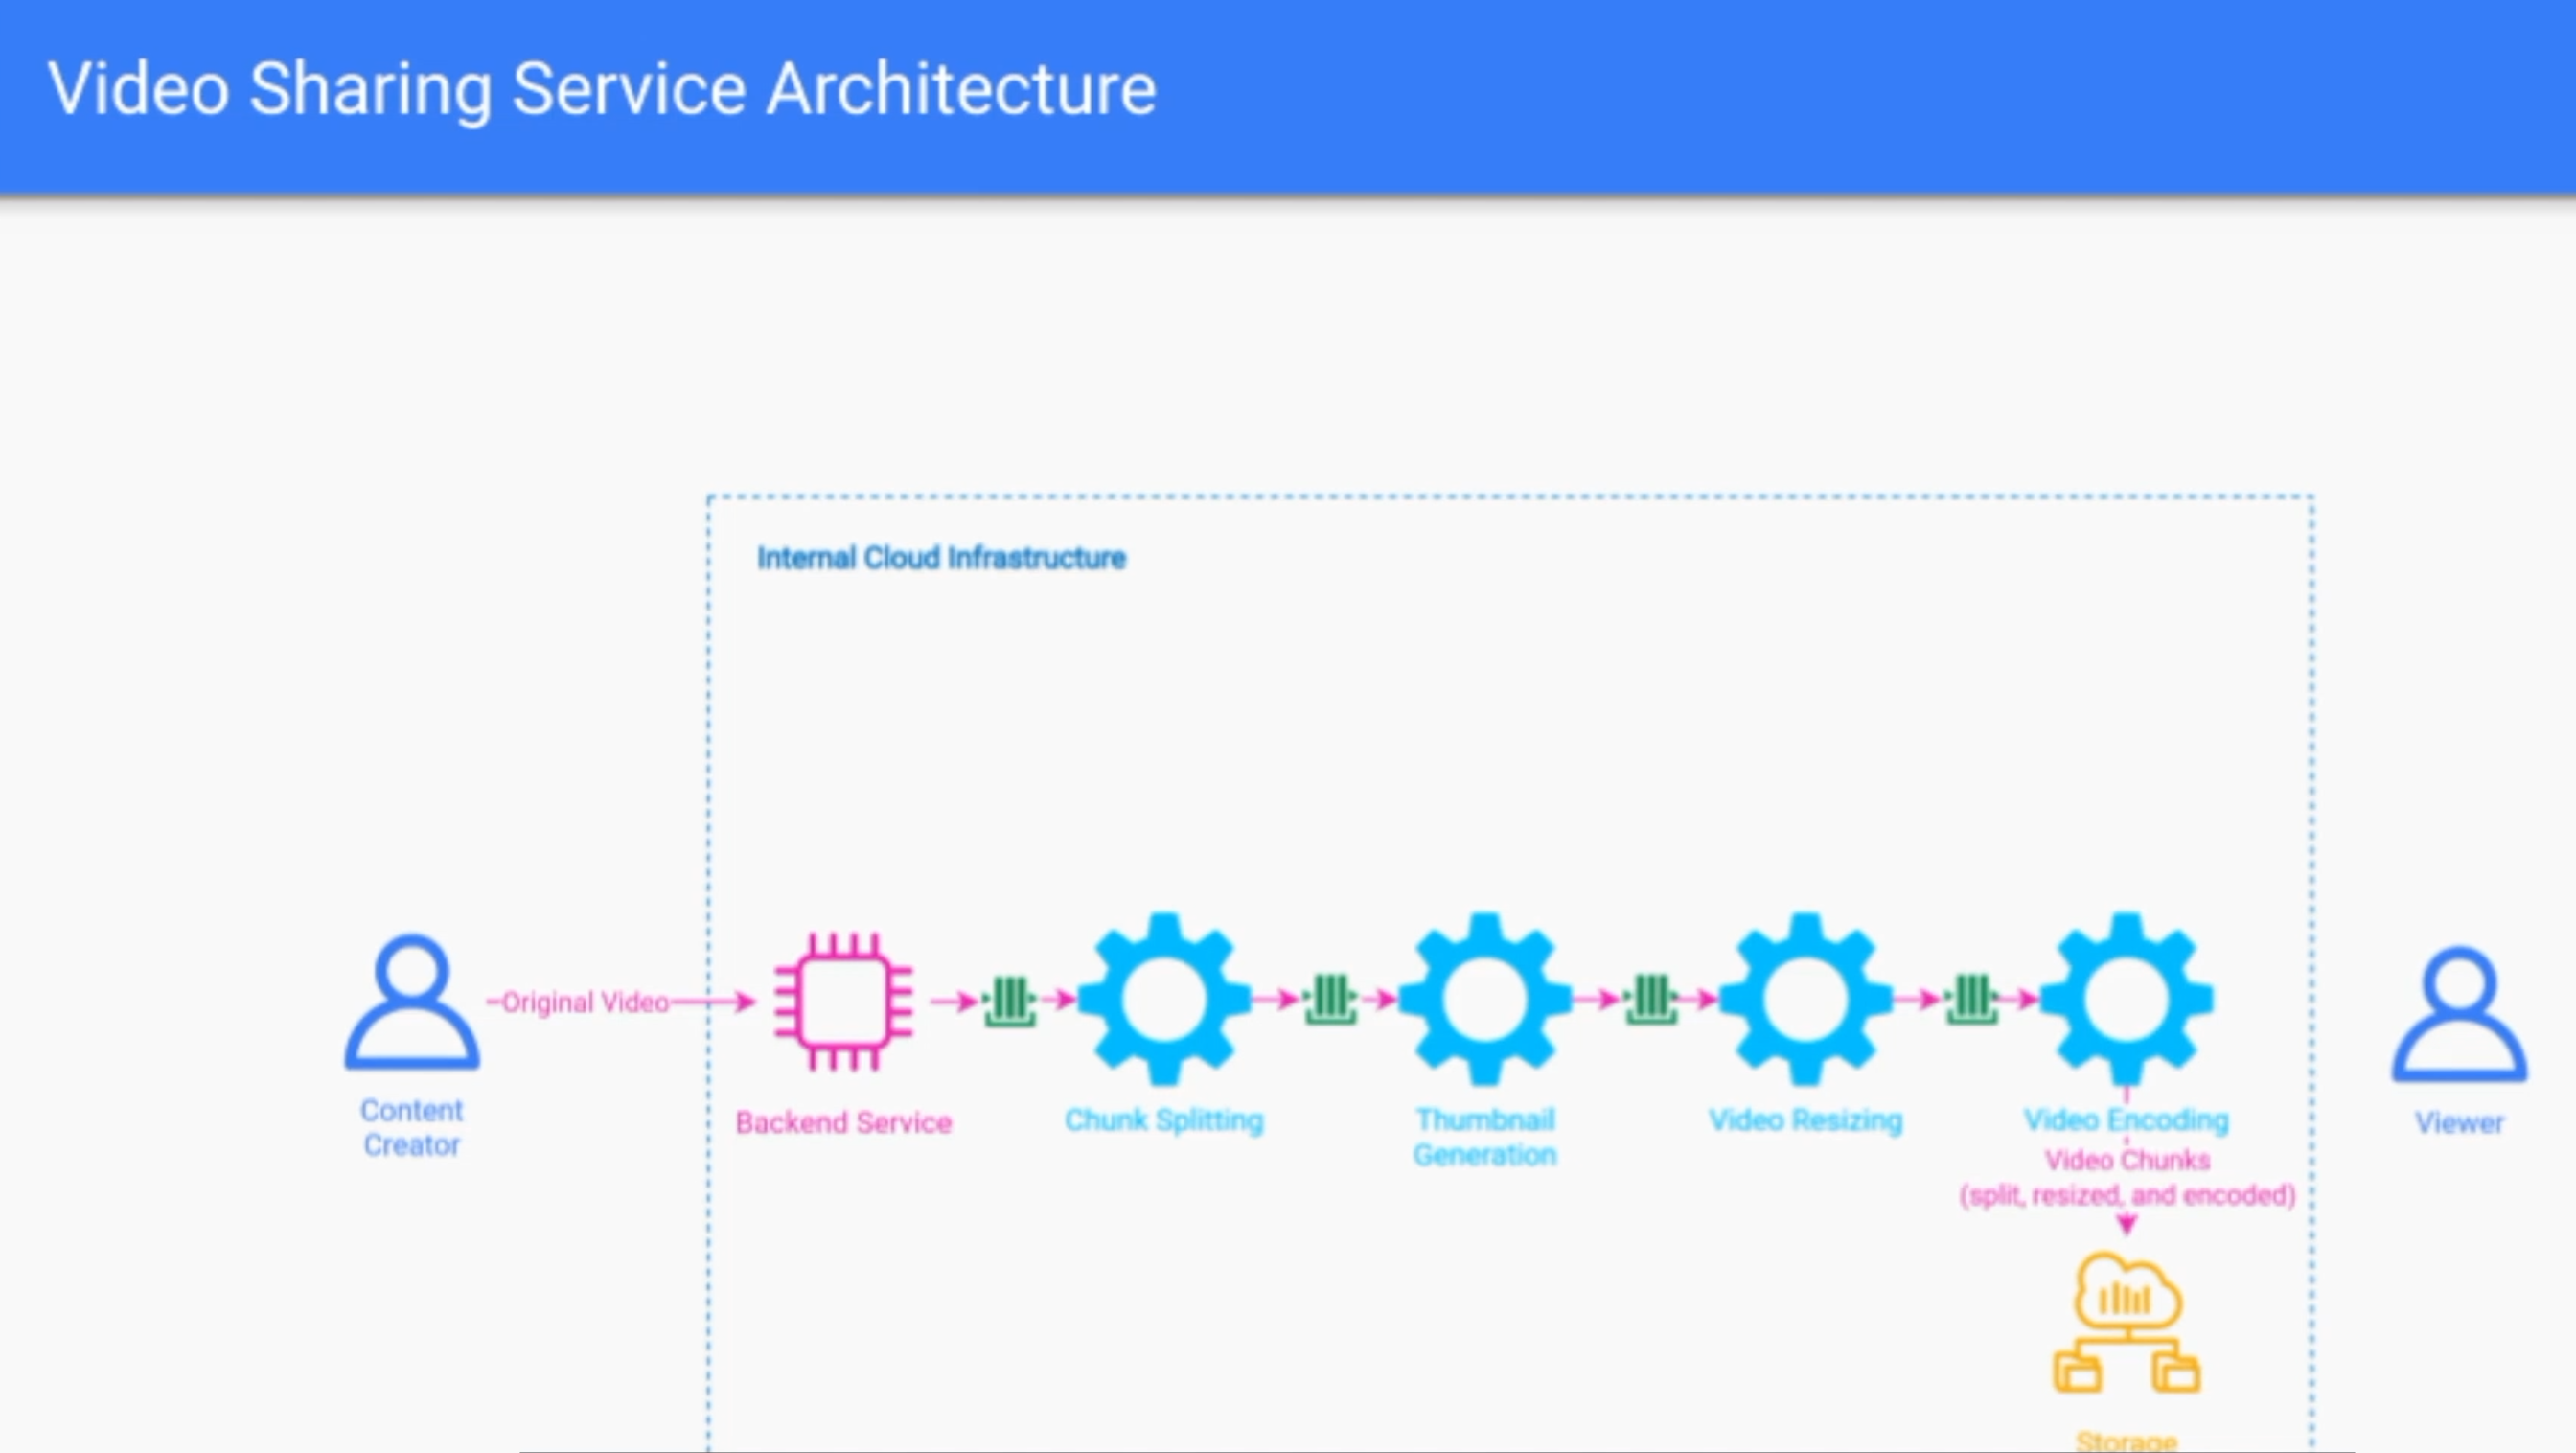 Video Sharing Service Architecture
Internal Cloud Infrastructure
Original Video
Content
Creator
Backend Service
Chunk Splitting
Thumbnail
Generation
Video Resizing
Video Encoding
Video Chunks
(split, resized, and encoded)
Viewer
Storage